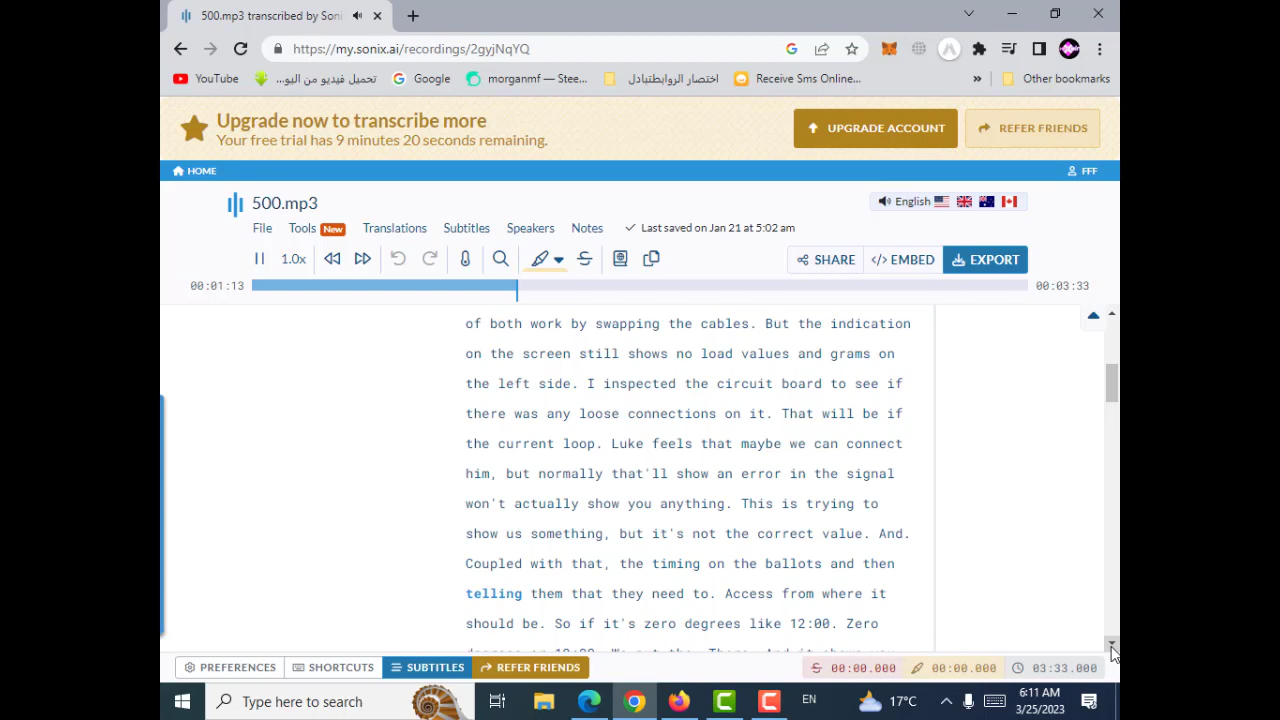 500.mp3 transcribed by Soni
https://my.sonix.ai/recordings/2gyjNqYQ
YouTube
تحميل فيديو من اليو...
Google
morganmf — Stee...
اختصار الروابطتبادل
Receive Sms Online...
»
Other bookmarks
Upgrade now to transcribe more
Your free trial has 9 minutes 20 seconds remaining.
UPGRADE ACCOUNT
REFER FRIENDS
HOME
FFF
500.mp3
English
File Tools New Translations Subtitles Speakers Notes
Last saved on Jan 21 at 5:02 am
1.0x
SHARE
</> EMBED
EXPORT
00:01:13
00:03:33
of both work by swapping the cables. But the indication
on the screen still shows no load values and grams on
the left side. I inspected the circuit board to see if
there was any loose connections on it. That will be if
the current loop. Luke feels that maybe we can connect
him, but normally that'll show an error in the signal
won't actually show you anything. This is trying to
show us something, but it's not the correct value. And.
Coupled with that, the timing on the ballots and then
telling them that they need to. Access from where it
should be. So if it's zero degrees like 12:00. Zero
PREFERENCES
SHORTCUTS
SUBTITLES
REFER FRIENDS
00:00.000
00:00.000
03:33.000
Type here to search
EN
17°C
6:11 AM
3/25/2023